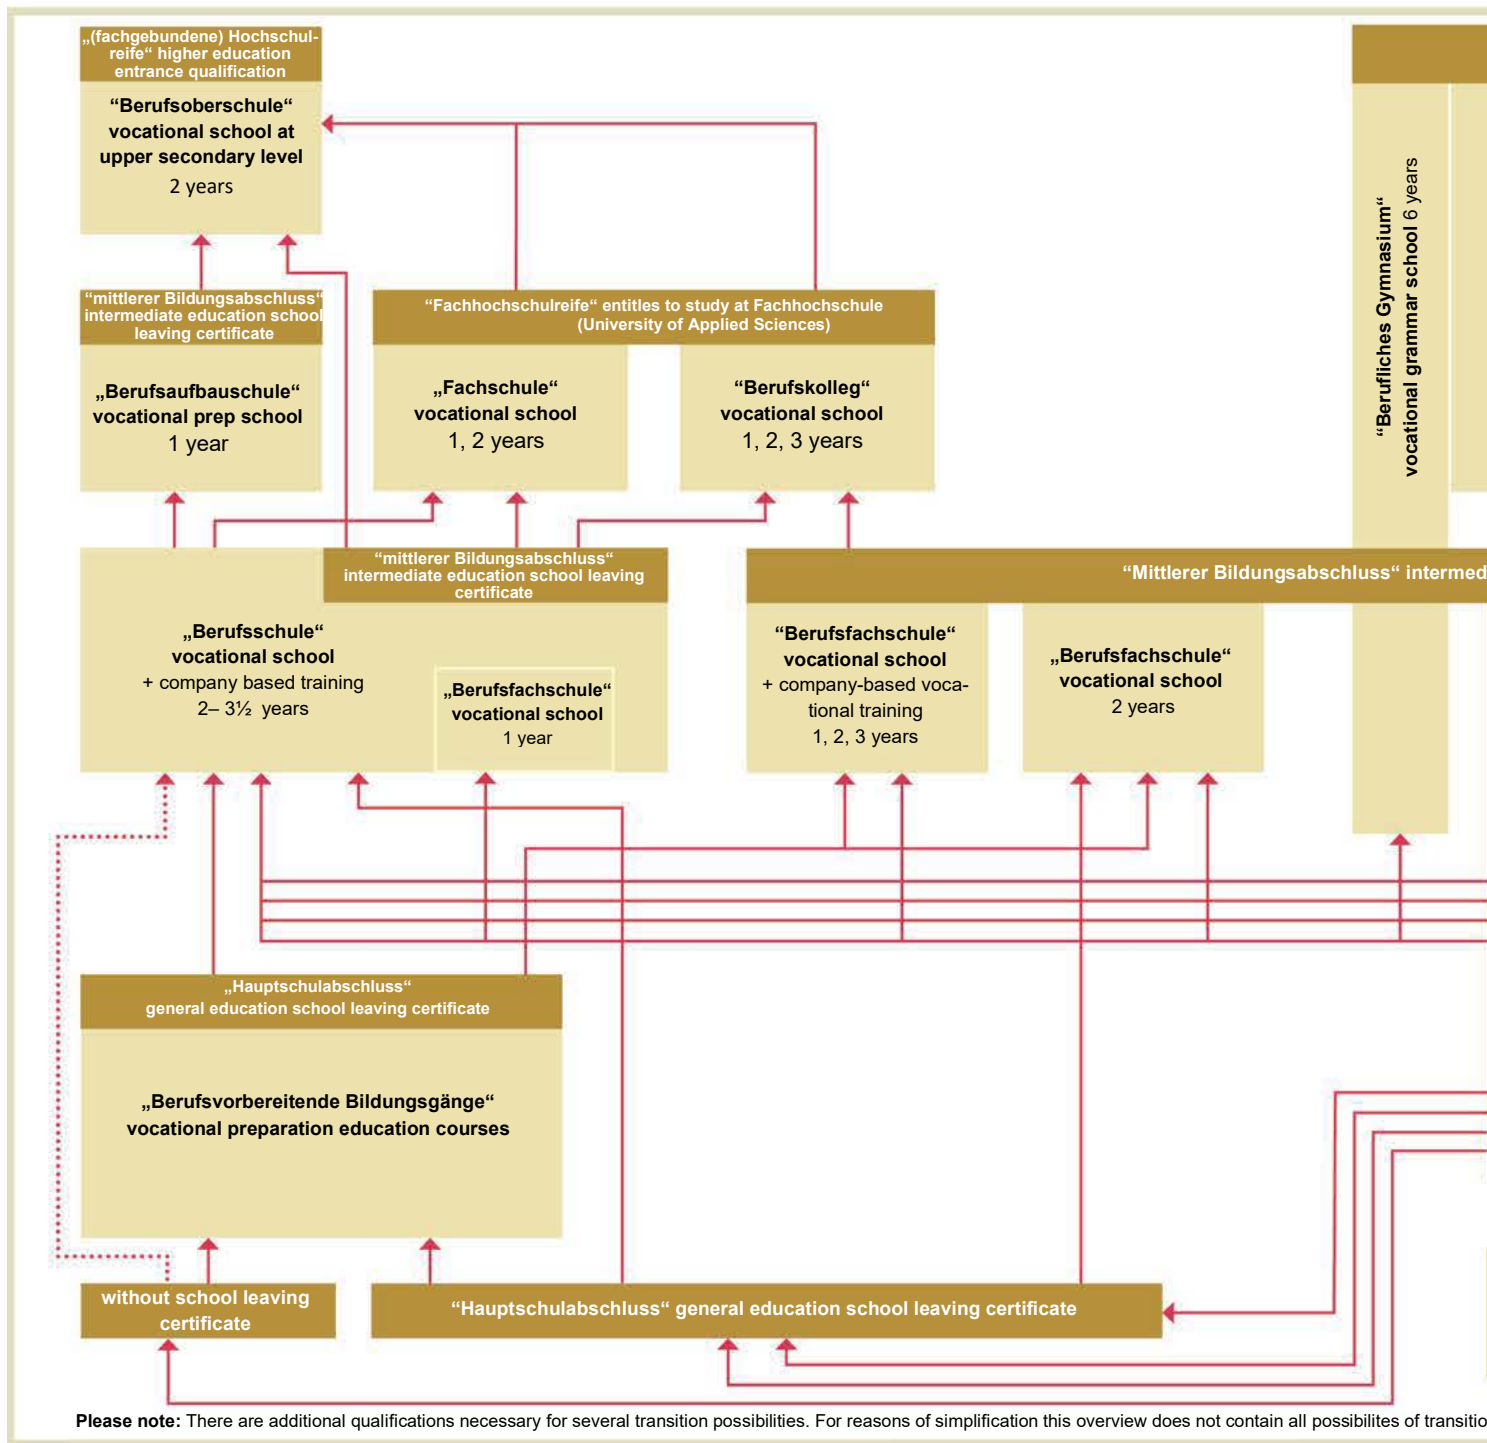 „(fachgebundene) Hochschul-
reife“ higher education
entrance qualification
“Berufsoberschule“
vocational school at
upper secondary level
2 years
“mittlerer Bildungsabschluss“
intermediate education school
leaving certificate
„Berufsaufbauschule“
vocational prep school
1 year
“Fachhochschulreife“ entitles to study at Fachhochschule
(University of Applied Sciences)
„Fachschule“
vocational school
1, 2 years
“Berufskolleg“
vocational school
1, 2, 3 years
“Berufliches Gymnasium“
vocational grammar school 6 years
“mittlerer Bildungsabschluss“
intermediate education school leaving
certificate
„Berufsschule“
vocational school
+ company based training
2– 3½ years
„Berufsfachschule“
vocational school
1 year
“Mittlerer Bildungsabschluss“ intermed
“Berufsfachschule“
vocational school
+ company-based voca-
tional training
1, 2, 3 years
„Berufsfachschule“
vocational school
2 years
„Hauptschulabschluss“
general education school leaving certificate
„Berufsvorbereitende Bildungsgänge“
vocational preparation education courses
without school leaving
certificate
“Hauptschulabschluss“ general education school leaving certificate
Please note: There are additional qualifications necessary for several transition possibilities. For reasons of simplification this overview does not contain all possibilites of transitio